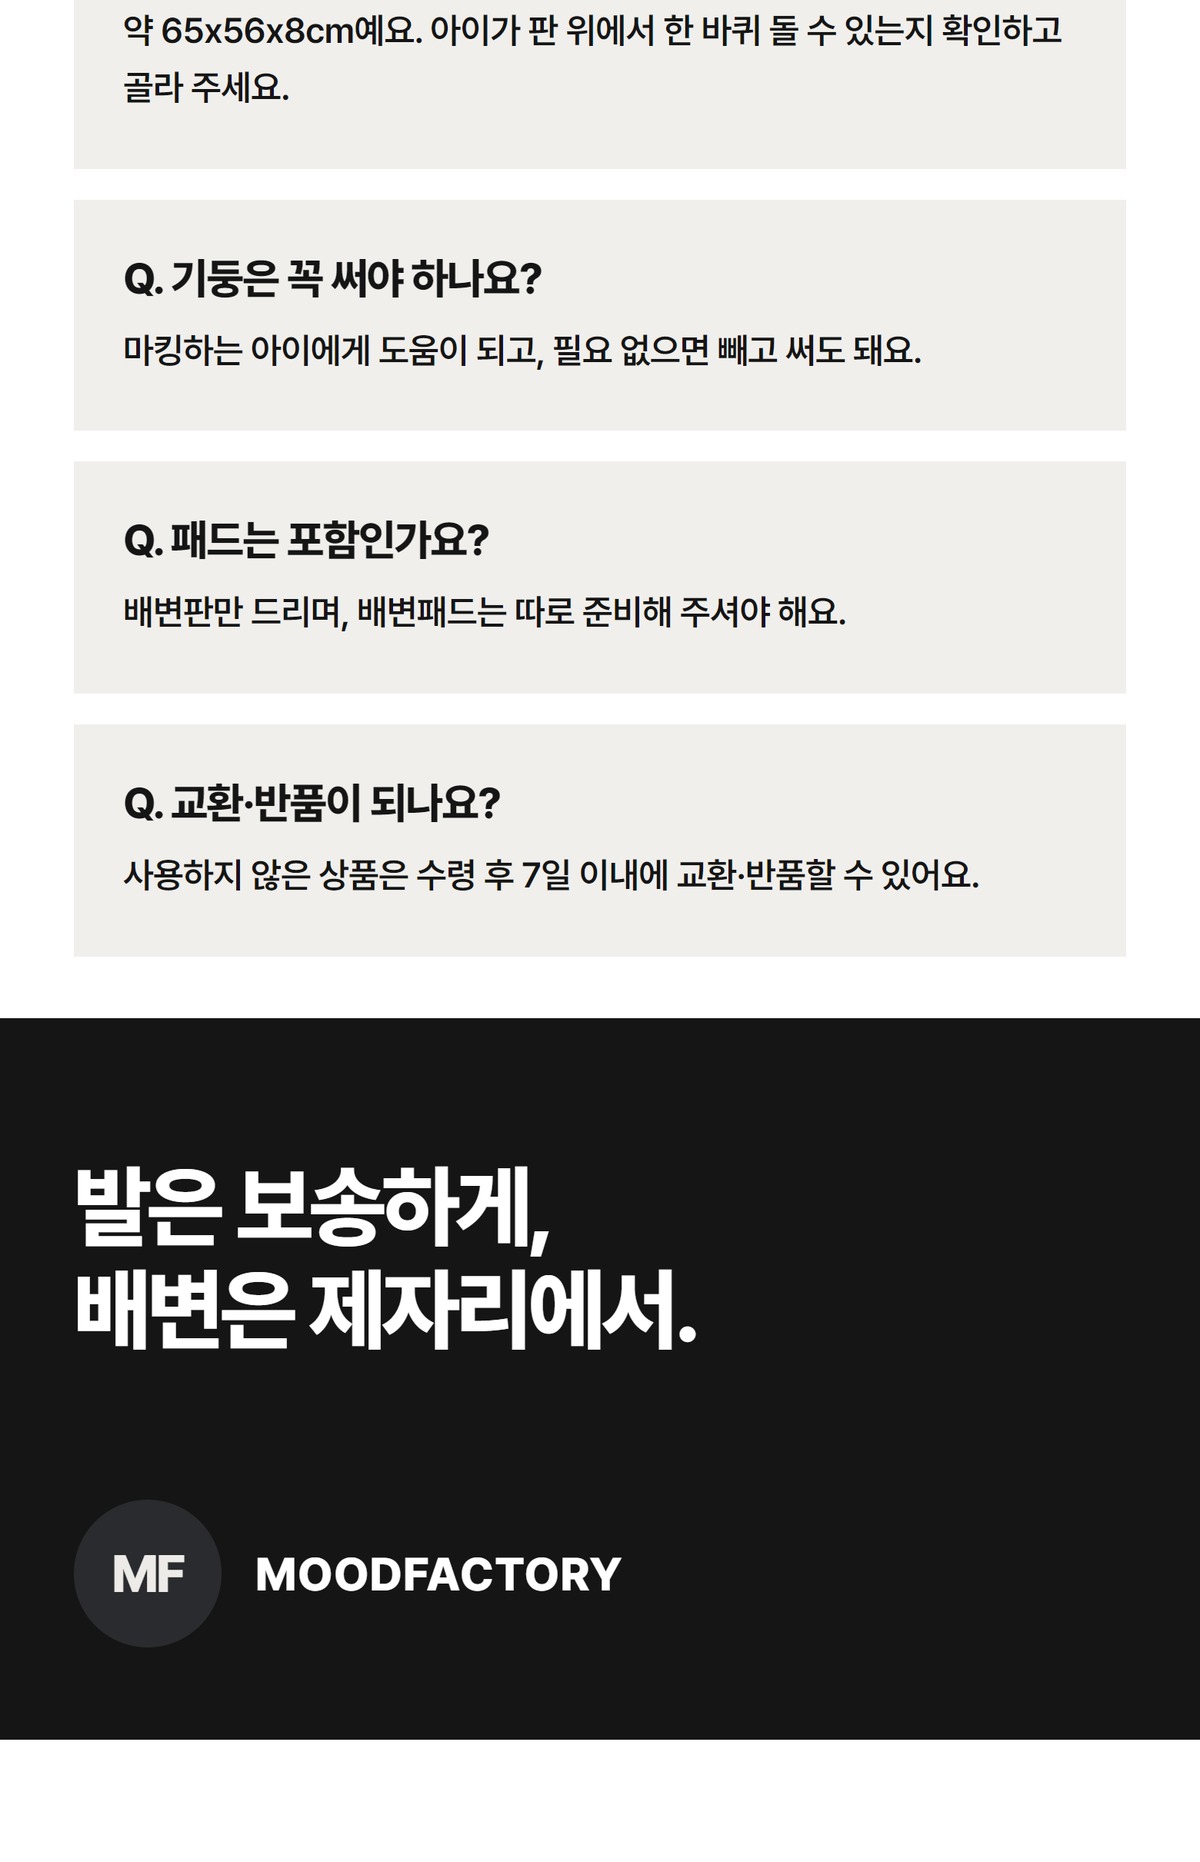 약 65x56x8cm예요. 아이가 판 위에서 한 바퀴 돌 수 있는지 확인하고
골라 주세요.
Q. 기둥은 꼭 써야 하나요?
마킹하는 아이에게 도움이 되고, 필요 없으면 빼고 써도 돼요.
Q. 패드는 포함인가요?
배변판만 드리며, 배변패드는 따로 준비해 주셔야 해요.
Q. 교환·반품이 되나요?
사용하지 않은 상품은 수령 후 7일 이내에 교환·반품할 수 있어요.
발은 보송하게,
배변은 제자리에서.
MF
MOODFACTORY